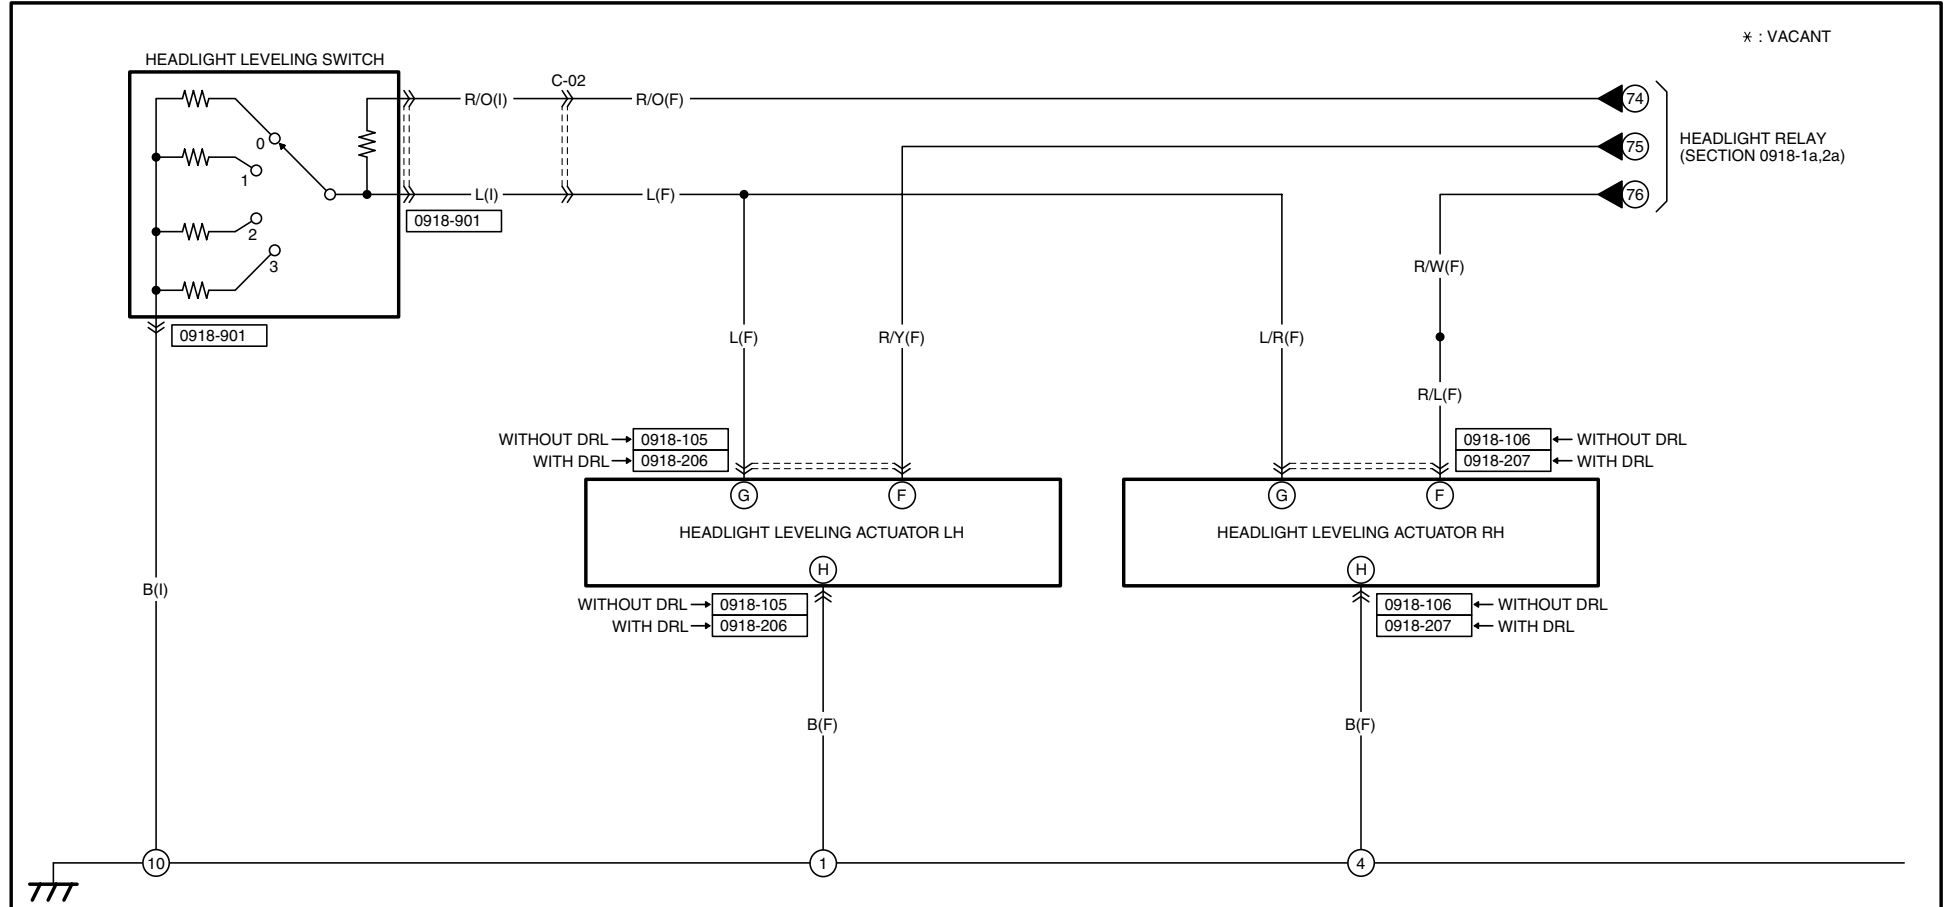 * : VACANT
HEADLIGHT LEVELING SWITCH
C-02
R/O(I)
R/O(F)
74
0
75
HEADLIGHT RELAY
(SECTION 0918-1a,2a)
1
L(I)
L(F)
76
0918-901
2
3
R/W(F)
0918-901
L(F)
R/Y(F)
L/R(F)
R/L(F)
WITHOUT DRL
0918-105
WITH DRL
0918-206
0918-106
WITHOUT DRL
0918-207
WITH DRL
G
F
G
F
HEADLIGHT LEVELING ACTUATOR LH
HEADLIGHT LEVELING ACTUATOR RH
H
H
B(I)
WITHOUT DRL
0918-105
WITH DRL
0918-206
0918-106
WITHOUT DRL
0918-207
WITH DRL
B(F)
B(F)
10
1
4